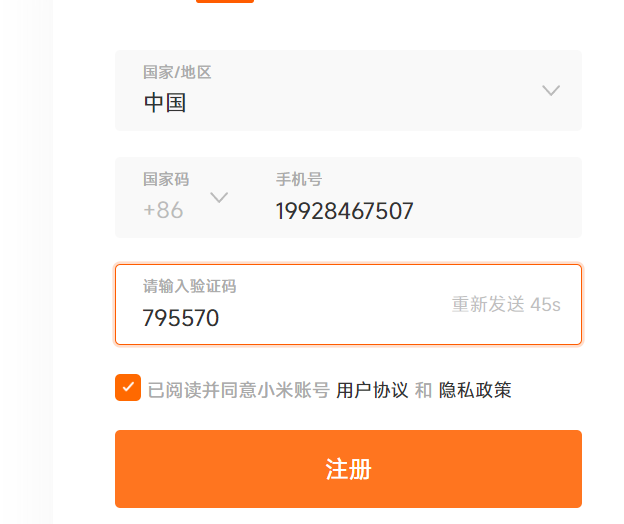 国家/地区
中国
国家码 手机号
+86 19928467507
请输入验证码
795570 重新发送 45s
已阅读并同意小米账号 用户协议 和 隐私政策
注册